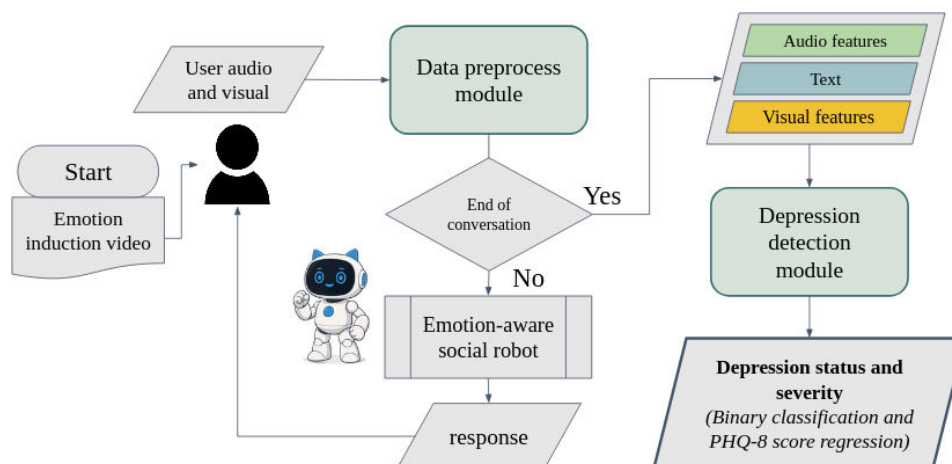 Start
Emotion
induction video
User audio
and visual
Data preprocess
module
End of
conversation
Yes
No
Emotion-aware
social robot
response
Audio features
Text
Visual features
Depression
detection
module
Depression status and
severity
(Binary classification and
PHQ-8 score regression)